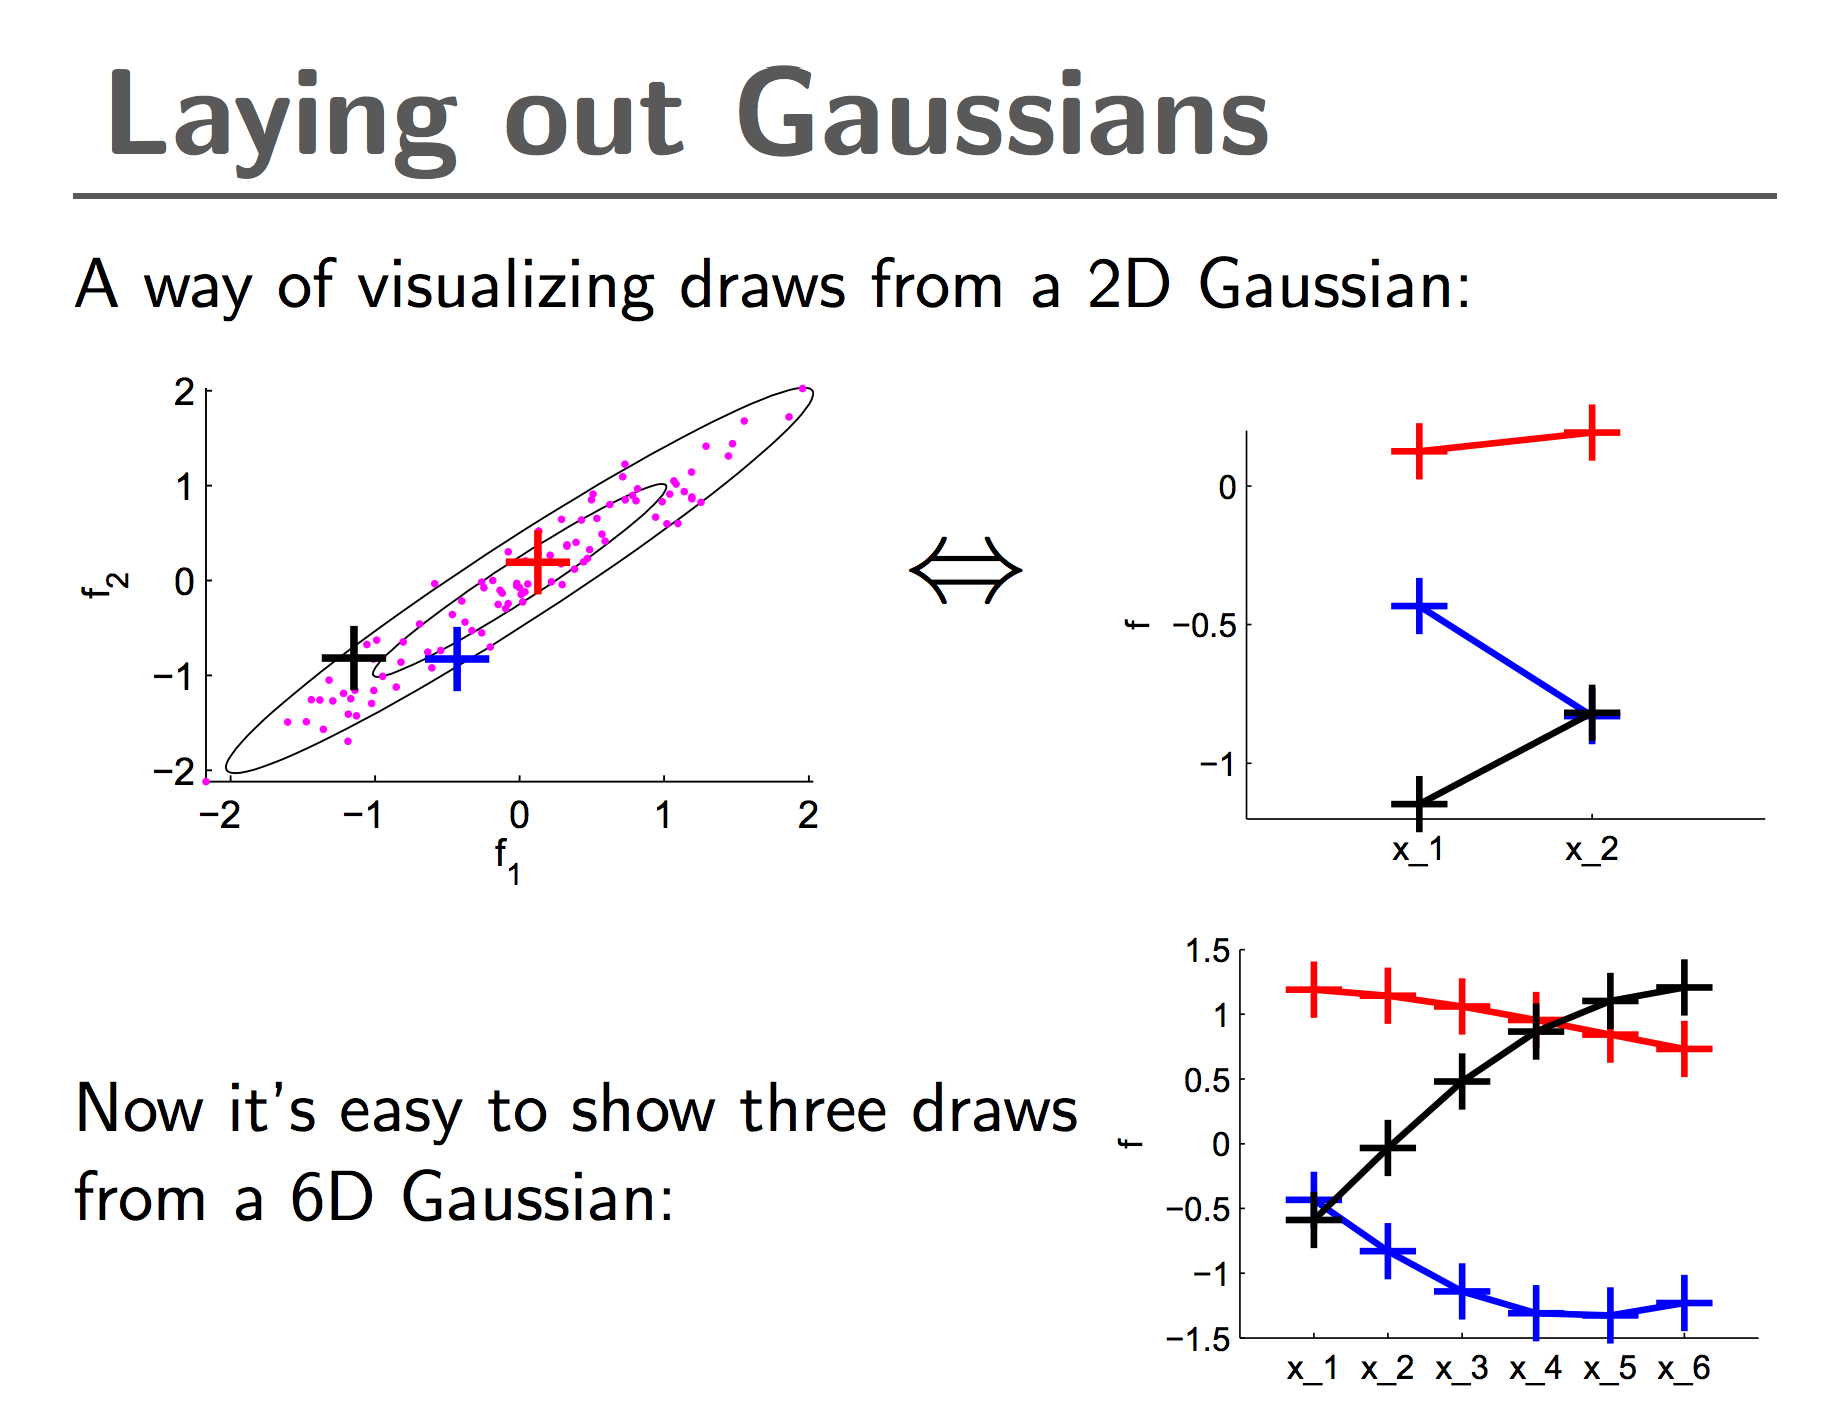 Laying out Gaussians
A way of visualizing draws from a 2D Gaussian:
2
1
0
−1
−2
f_2
−2 −1 0 1 2
f_1
⇔
0
−0.5
−1
f
x_1 x_2
Now it's easy to show three draws
from a 6D Gaussian:
1.5
1
0.5
0
−0.5
−1
−1.5
f
x_1 x_2 x_3 x_4 x_5 x_6